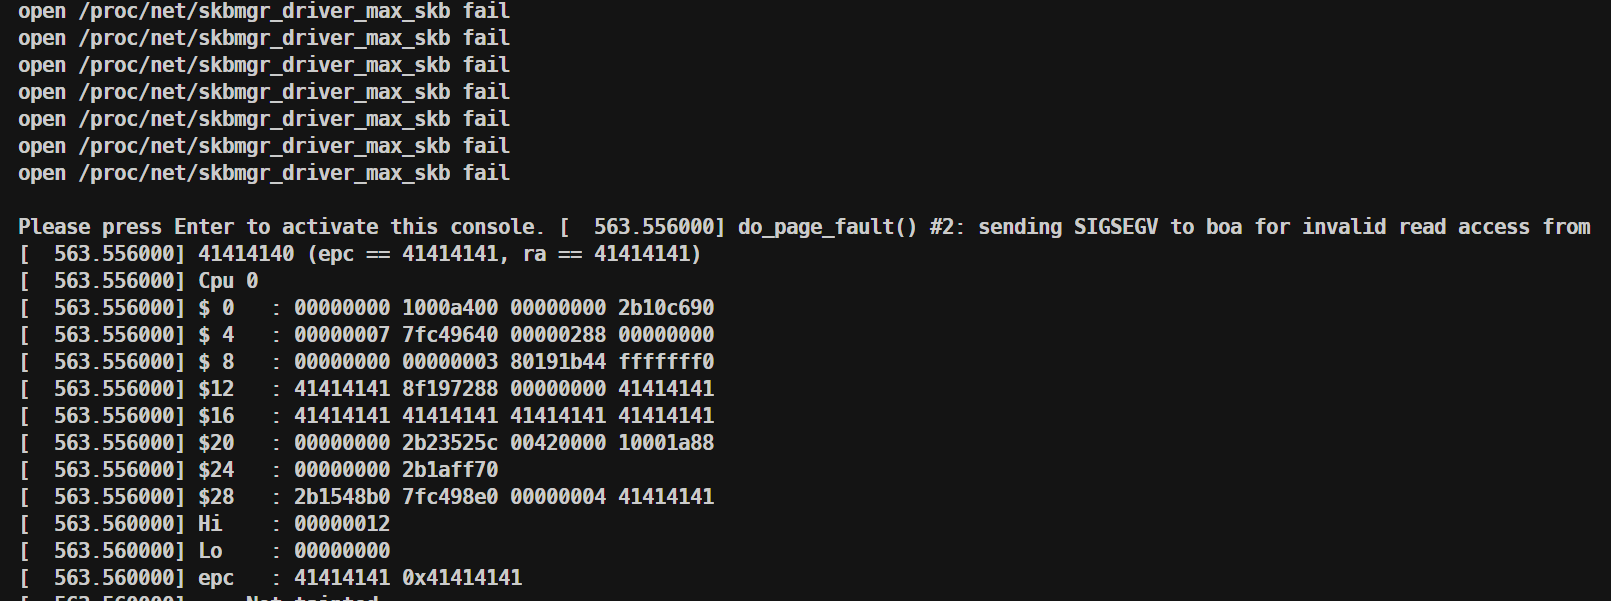 open /proc/net/skbmgr_driver_max_skb fail
open /proc/net/skbmgr_driver_max_skb fail
open /proc/net/skbmgr_driver_max_skb fail
open /proc/net/skbmgr_driver_max_skb fail
open /proc/net/skbmgr_driver_max_skb fail
open /proc/net/skbmgr_driver_max_skb fail
open /proc/net/skbmgr_driver_max_skb fail
Please press Enter to activate this console. [  563.556000] do_page_fault() #2: sending SIGSEGV to boa for invalid read access from
[  563.556000] 41414140 (epc == 41414141, ra == 41414141)
[  563.556000] Cpu 0
[  563.556000] $ 0   : 00000000 1000a400 00000000 2b10c690
[  563.556000] $ 4   : 00000007 7fc49640 00000288 00000000
[  563.556000] $ 8   : 00000000 00000003 80191b44 fffffff0
[  563.556000] $12   : 41414141 8f197288 00000000 41414141
[  563.556000] $16   : 41414141 41414141 41414141 41414141
[  563.556000] $20   : 00000000 2b23525c 00420000 10001a88
[  563.556000] $24   : 00000000 2b1aff70
[  563.556000] $28   : 2b1548b0 7fc498e0 00000004 41414141
[  563.560000] Hi    : 00000012
[  563.560000] Lo    : 00000000
[  563.560000] epc   : 41414141 0x41414141
[  563.560000]     Not tainted